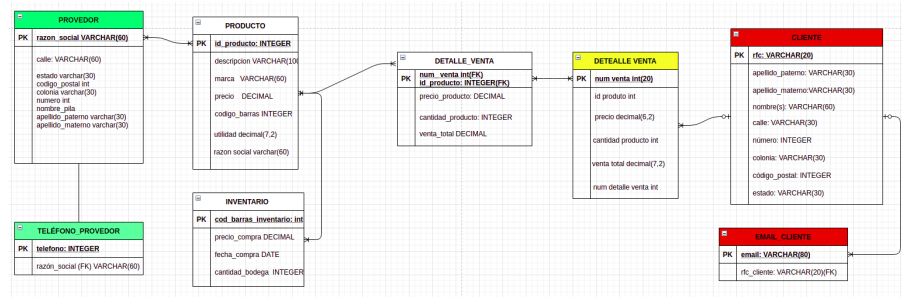 PROVEDOR
PK razon_social VARCHAR(60)
calle: VARCHAR(60)
estado varchar(30)
codigo_postal int
colonia varchar(30)
numero int
nombre_pila
apellido_paterno varchar(30)
apellido_materno varchar(30)
TELÉFONO_PROVEDOR
PK telefono: INTEGER
razón_social (FK) VARCHAR(60)
PRODUCTO
PK id_producto: INTEGER
descripcion VARCHAR(100
marca VARCHAR(60)
precio DECIMAL
codigo_barras INTEGER
utilidad decimal(7,2)
razon social varchar(60)
INVENTARIO
PK cod_barras_inventario: int
precio_compra DECIMAL
fecha_compra DATE
cantidad_bodega INTEGER
DETALLE_VENTA
PK num_venta int(FK)
id_producto: INTEGER(FK)
precio_producto: DECIMAL
cantidad_producto: INTEGER
venta_total DECIMAL
DETEALLE VENTA
PK num venta int(20)
id produto int
precio decimal(6,2)
cantidad producto int
venta total decimal(7,2)
num detalle venta int
CLIENTE
PK rfc: VARCHAR(20)
apellido_paterno: VARCHAR(30)
apellido_materno:VARCHAR(30)
nombre(s): VARCHAR(60)
calle: VARCHAR(30)
número: INTEGER
colonia: VARCHAR(30)
código_postal: INTEGER
estado: VARCHAR(30)
EMAIL_CLIENTE
PK email: VARCHAR(80)
rfc_cliente: VARCHAR(20)(FK)